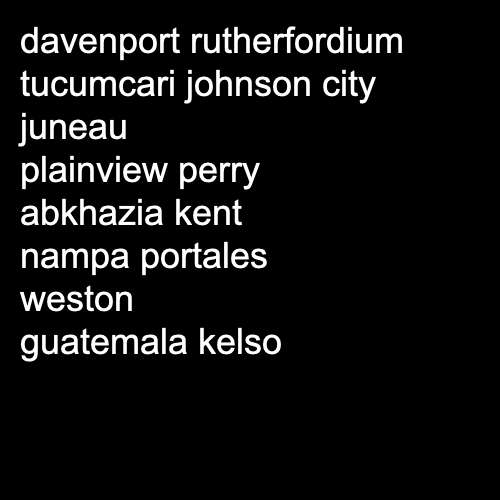 davenport rutherfordium
tucumcari johnson city
juneau
plainview perry
abkhazia kent
nampa portales
weston
guatemala kelso